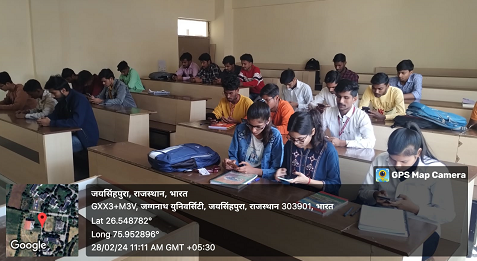 GPS Map Camera
जयसिंहपुरा, राजस्थान, भारत
GXX3+M3V, जगन्नाथ यूनिवर्सिटी, जयसिंहपुरा, राजस्थान 303901, भारत
Lat 26.548782°
Long 75.952896°
28/02/24 11:11 AM GMT +05:30
Google